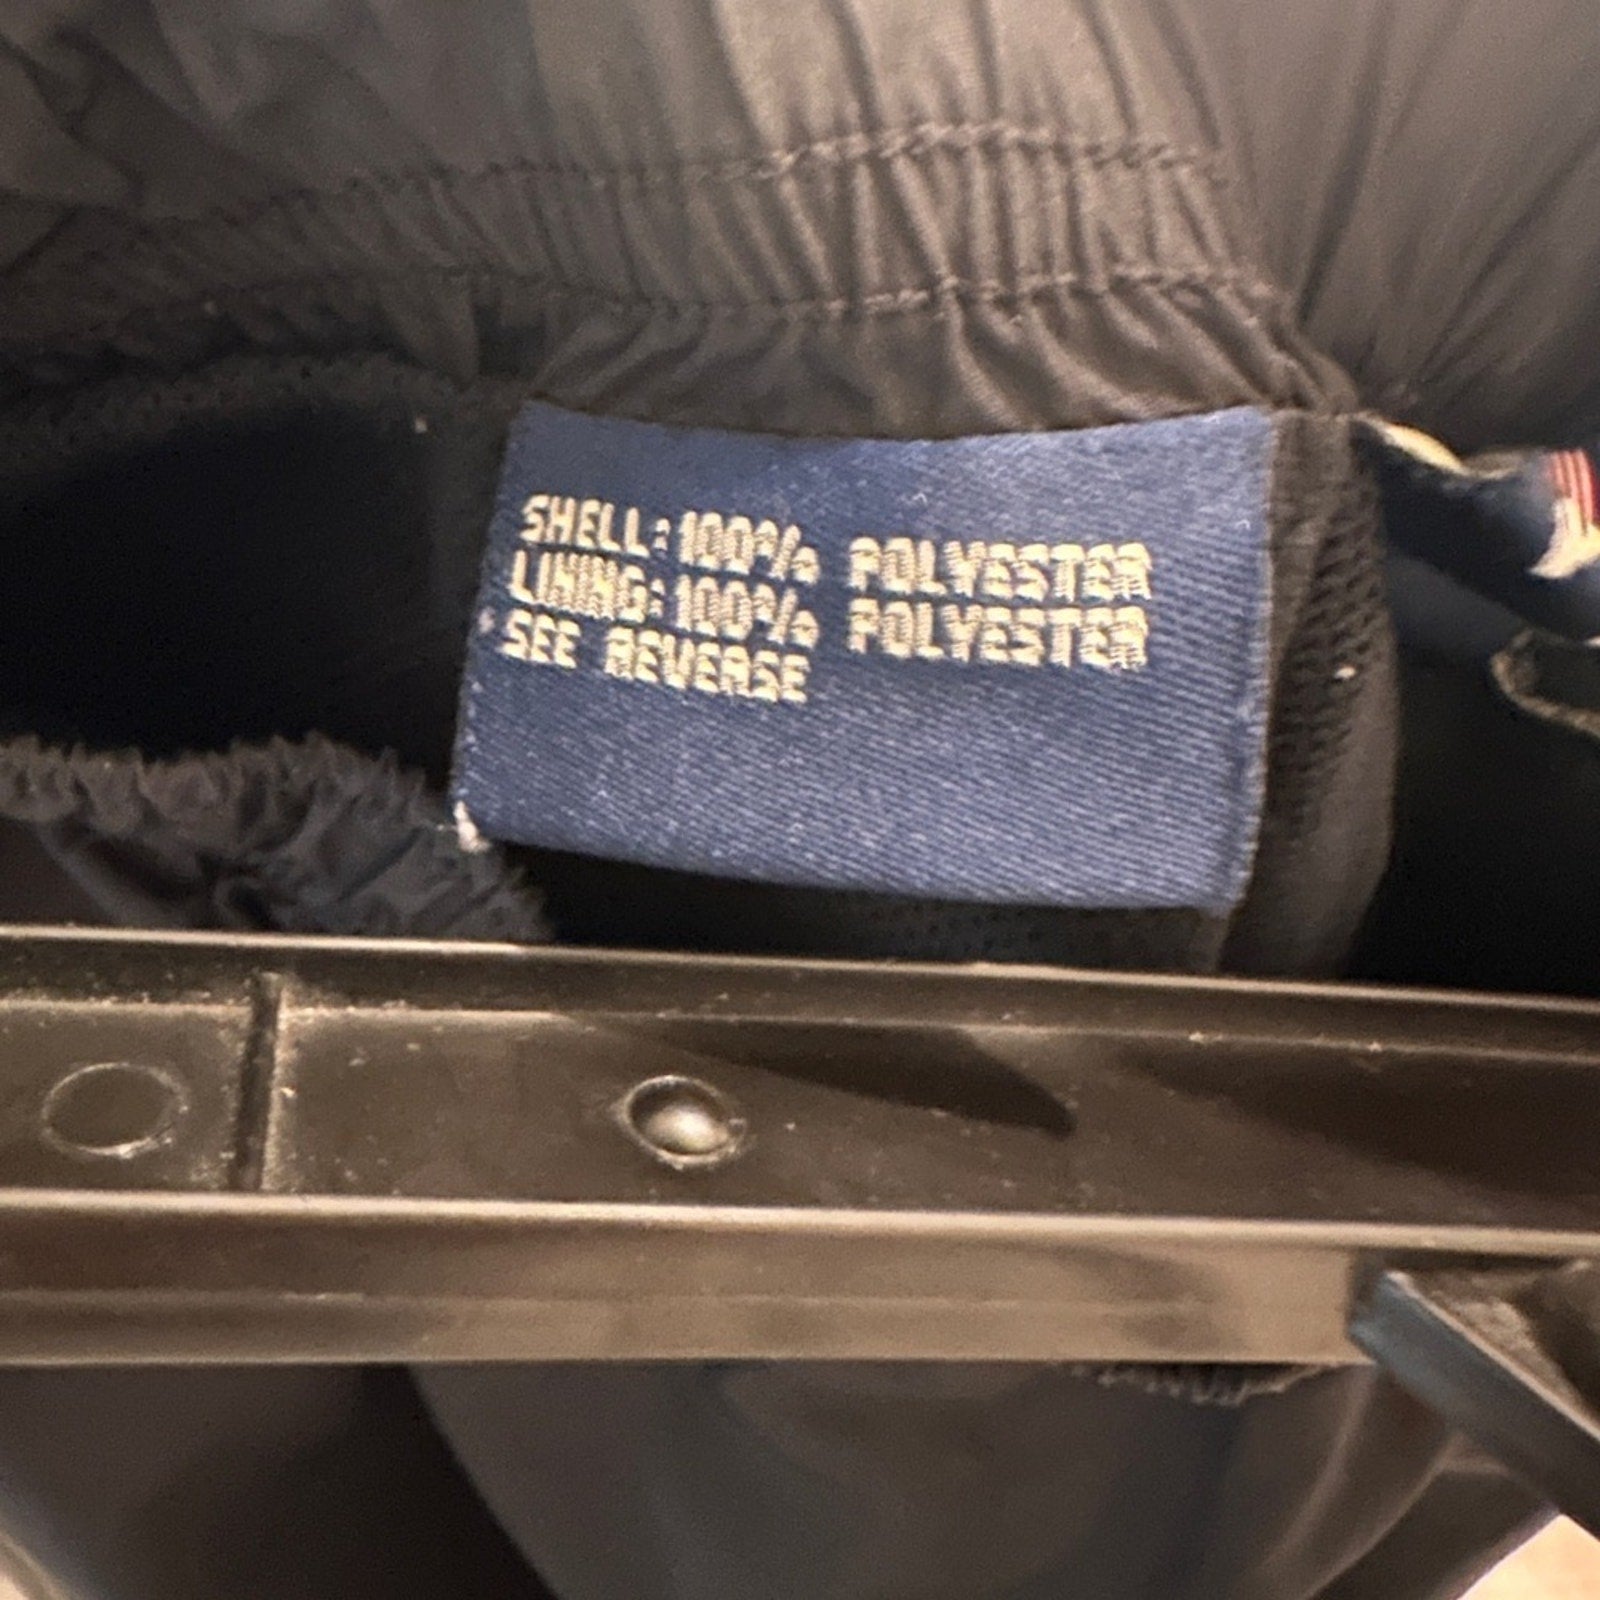 SHELL: 100% POLYESTER
LINING: 100% POLYESTER
SEE REVERSE